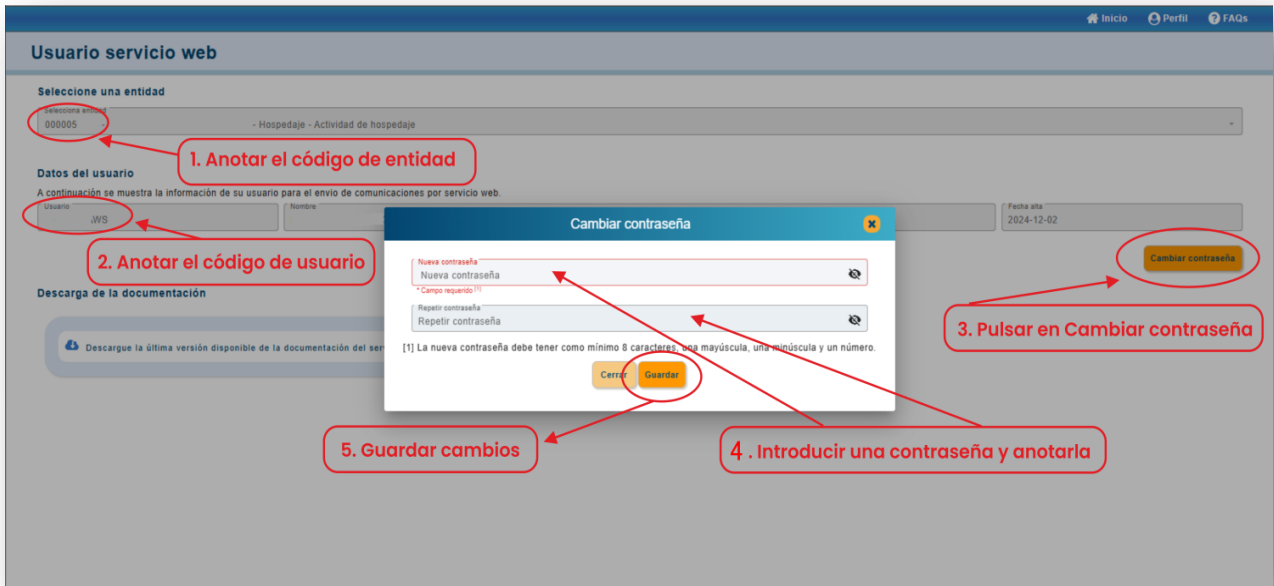 Inicio Perfil FAQs
Usuario servicio web
Seleccione una entidad
Selecciona entidad
000005 - - Hospedaje - Actividad de hospedaje
1. Anotar el código de entidad
Datos del usuario
A continuación se muestra la información de su usuario para el envio de comunicaciones por servicio web.
Usuario Nombre Fecha alta
.WS 2024-12-02
2. Anotar el código de usuario
Cambiar contraseña
3. Pulsar en Cambiar contraseña
Descarga de la documentación
Descargue la última versión disponible de la documentación del ser
Cambiar contraseña
Nueva contraseña
Nueva contraseña
* Campo requerido [1]
Repetir contraseña
Repetir contraseña
[1] La nueva contraseña debe tener como mínimo 8 caracteres, una mayúscula, una minúscula y un número.
Cerrar Guardar
5. Guardar cambios
4 . Introducir una contraseña y anotarla